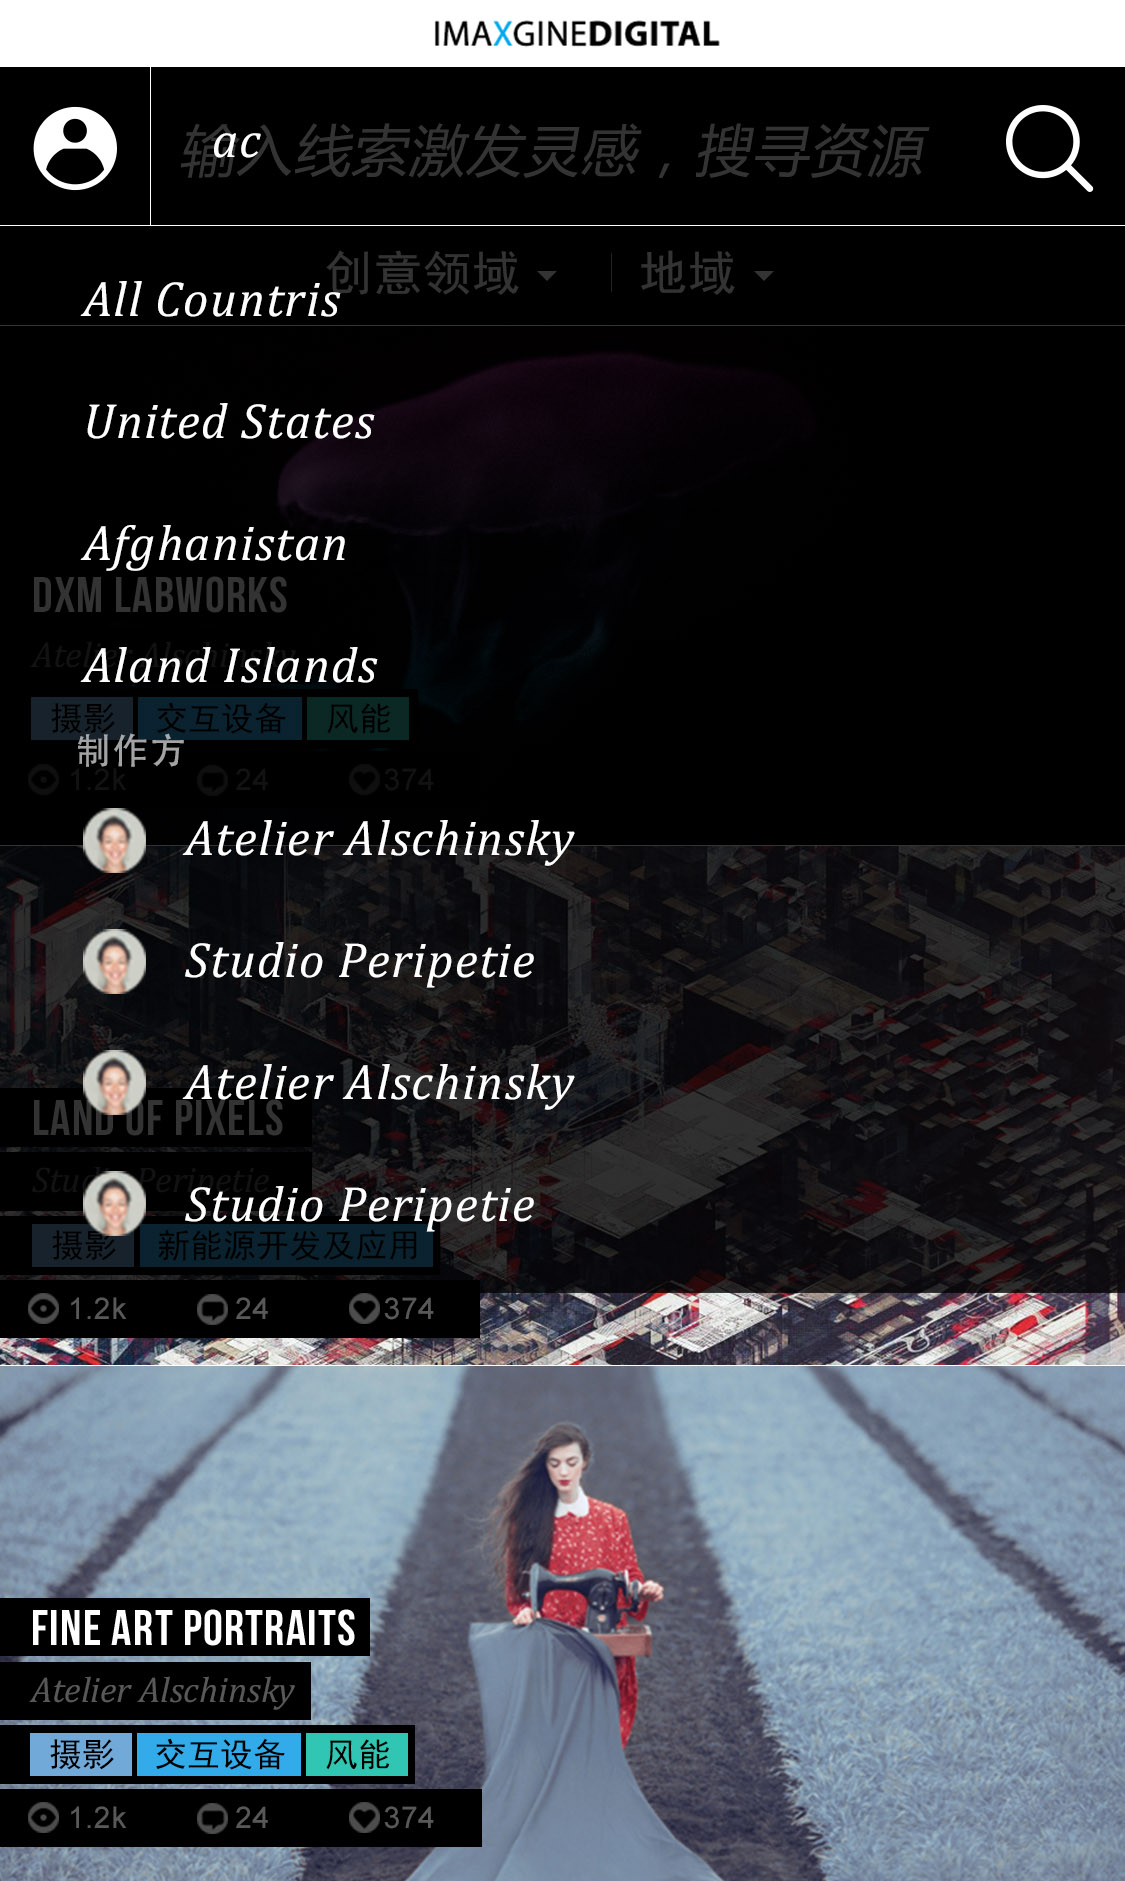 IMAXGINEDIGITAL
输入线索激发灵感，搜寻资源
ac
创意领域
地域
All Countris
United States
Afghanistan
DXM LABWORKS
Atelier Alschinsky
Aland Islands
摄影 交互设备 风能
制作方
1.2k 24 374
Atelier Alschinsky
Studio Peripetie
Atelier Alschinsky
LAND OF PIXELS
Studio Peripetie
Studio Peripetie
摄影 新能源开发及应用
1.2k 24 374
FINE ART PORTRAITS
Atelier Alschinsky
摄影 交互设备 风能
1.2k 24 374